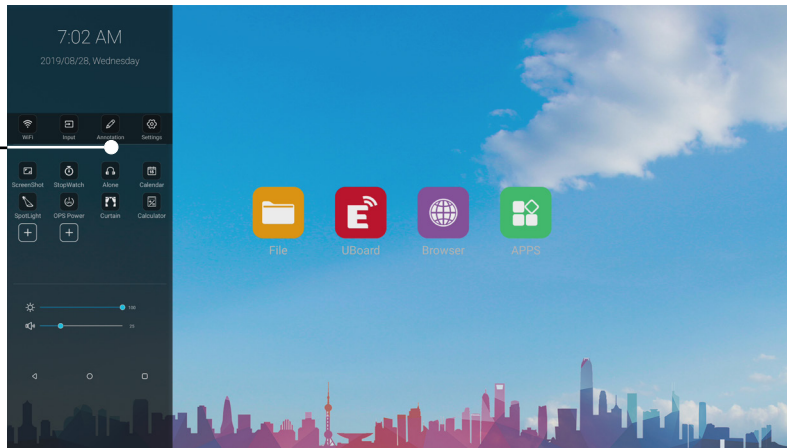 7:02 AM
2019/08/28, Wednesday
WiFi Input Annotation Settings
ScreenShot StopWatch Alone Calendar
SpotLight OPS Power Curtain Calculator
File UBoard Browser APPS
100